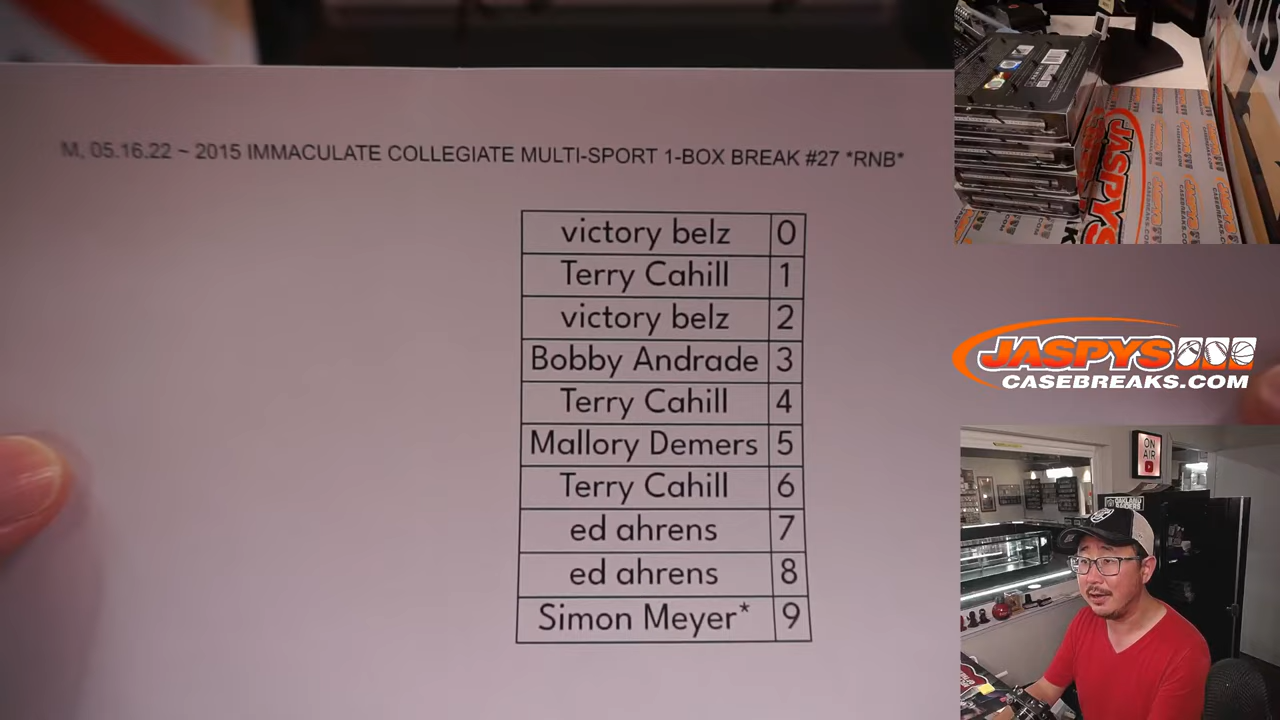 M, 05.16.22 ~ 2015 IMMACULATE COLLEGIATE MULTI-SPORT 1-BOX BREAK #27 *RNB*
victory belz 0
Terry Cahill 1
victory belz 2
Bobby Andrade 3
Terry Cahill 4
Mallory Demers 5
Terry Cahill 6
ed ahrens 7
ed ahrens 8
Simon Meyer* 9
JASPYS
JASPYS
CASEBREAKS.COM
ON
AIR